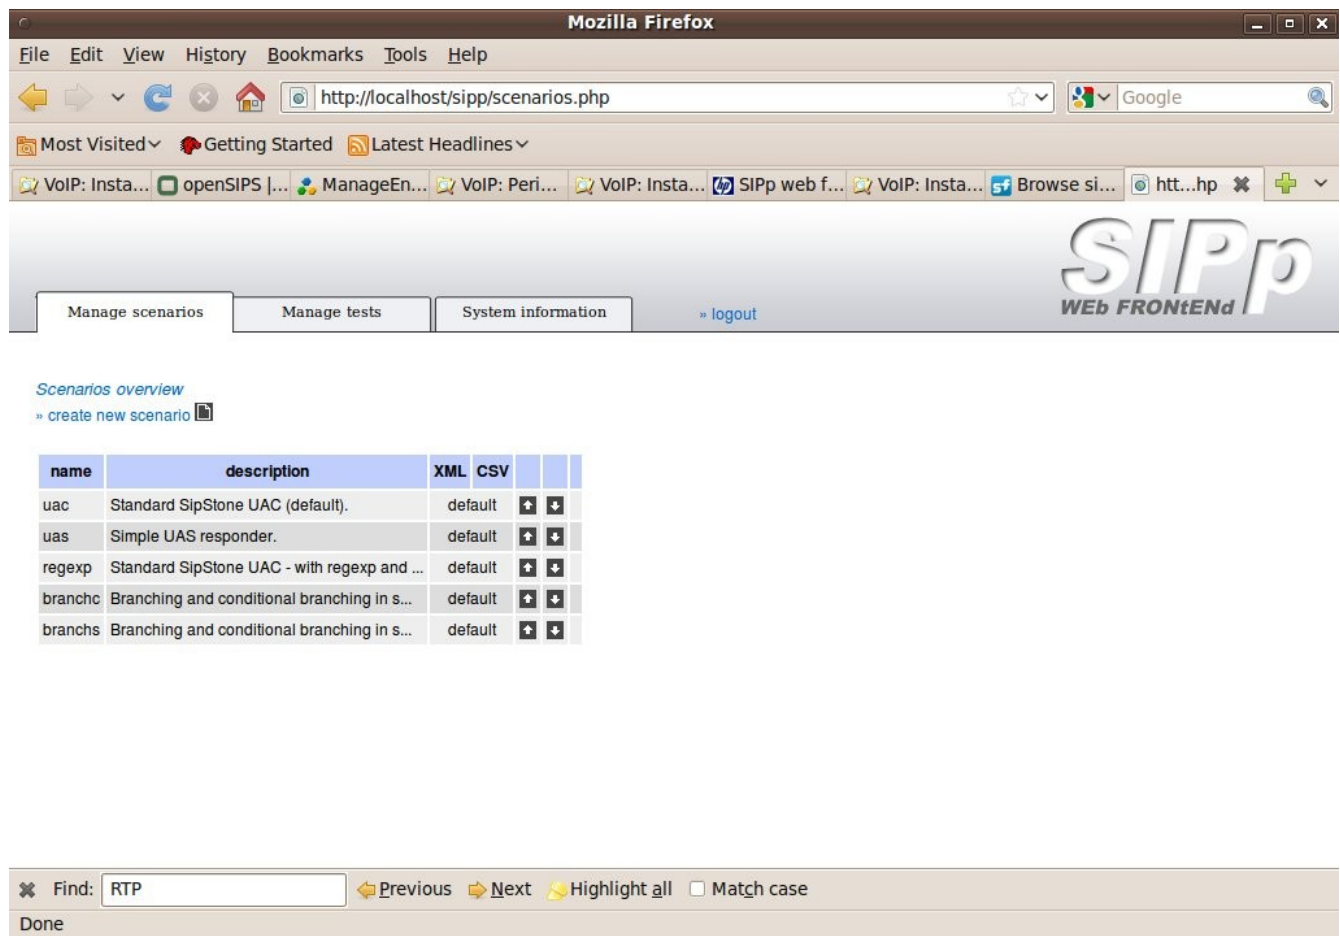 Mozilla Firefox
File Edit View History Bookmarks Tools Help
http://localhost/sipp/scenarios.php Google
Most Visited Getting Started Latest Headlines
VoIP: Insta... openSIPS |... ManageEn... VoIP: Peri... VoIP: Insta... SIPp web f... VoIP: Insta... Browse si... htt...hp
SIPp
WEb FRONtENd
Manage scenarios Manage tests System information » logout
Scenarios overview
» create new scenario
name description XML CSV
uac Standard SipStone UAC (default). default
uas Simple UAS responder. default
regexp Standard SipStone UAC - with regexp and ... default
branchc Branching and conditional branching in s... default
branchs Branching and conditional branching in s... default
Find: RTP Previous Next Highlight all Match case
Done